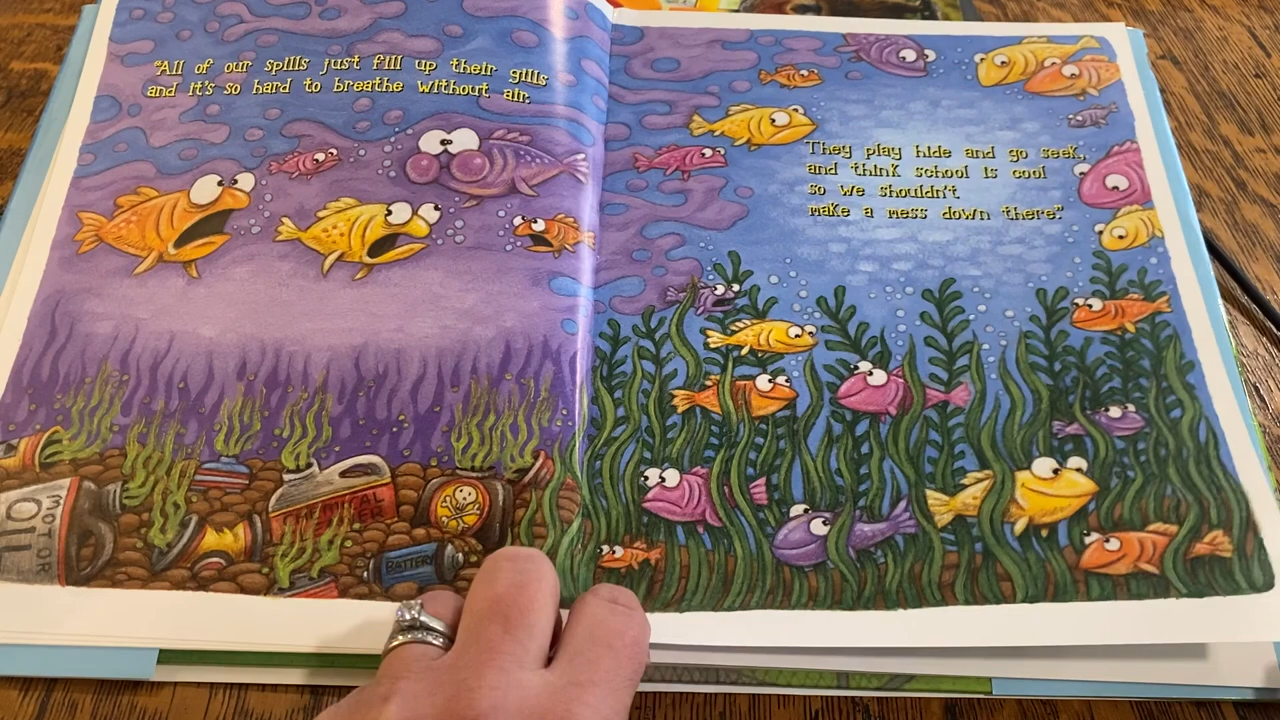 "All of our spills just fill up their gills
and it's so hard to breathe without air.
They play hide and go seek,
and think school is cool
so we shouldn't
make a mess down there."
MOTOR
OIL
BATTERY